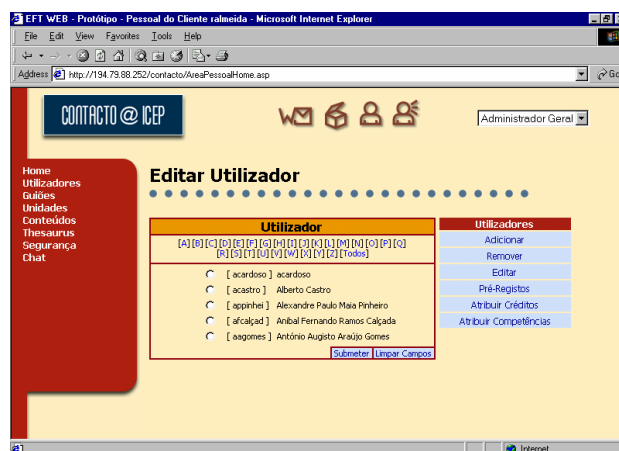 EFT WEB - Protótipo - Pessoal do Cliente ralmeida - Microsoft Internet Explorer
File Edit View Favorites Tools Help
Address http://194.79.88.252/contacto/AreaPessoalHome.asp Go
CONTACTO @ ICEP
Administrador Geral
Home
Utilizadores
Guiões
Unidades
Conteúdos
Thesaurus
Segurança
Chat
Editar Utilizador
Utilizador
[A][B][C][D][E][F][G][H][I][J][K][L][M][N][O][P][Q]
[R][S][T][U][V][W][X][Y][Z][Todos]
[ acardoso ] acardoso
[ acastro ] Alberto Castro
[ appinhei ] Alexandre Paulo Maia Pinheiro
[ afcalçad ] Anibal Fernando Ramos Calçada
[ aagomes ] António Augisto Araújo Gomes
Submeter Limpar Campos
Utilizadores
Adicionar
Remover
Editar
Pré-Registos
Atribuir Créditos
Atribuir Competências
Internet